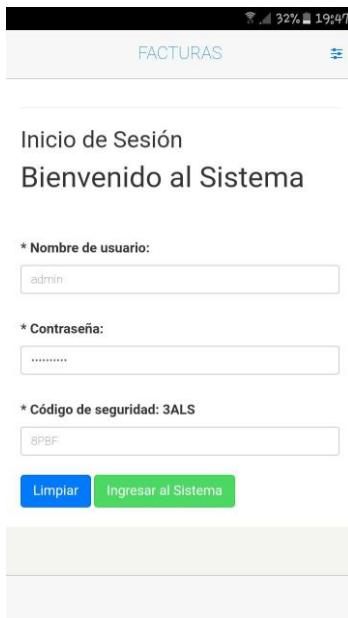 32% 19:47
FACTURAS
Inicio de Sesión
Bienvenido al Sistema
* Nombre de usuario:
admin
* Contraseña:
..........
* Código de seguridad: 3ALS
8PBF
Limpiar Ingresar al Sistema